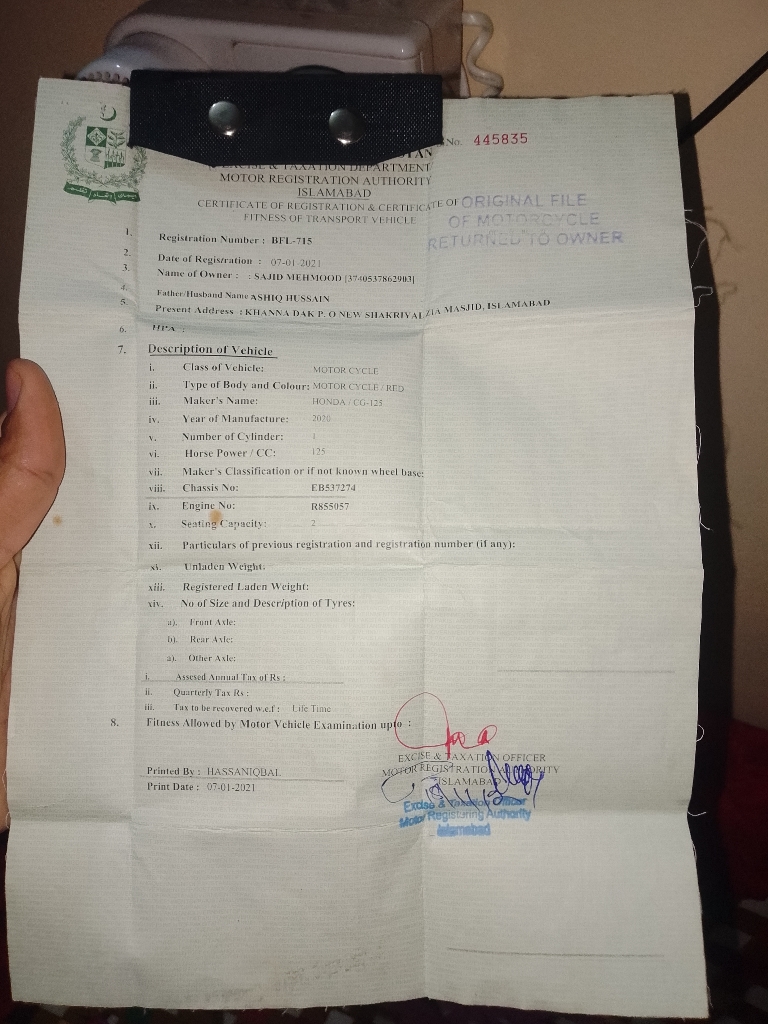 No. 445835
EXCISE & TAXATION DEPARTMENT
MOTOR REGISTRATION AUTHORITY
ISLAMABAD
CERTIFICATE OF REGISTRATION & CERTIFICATE OF
FITNESS OF TRANSPORT VEHICLE
ORIGINAL FILE
OF MOTORCYCLE
RETURNED TO OWNER
1. Registration Number : BFL-715
2. Date of Registration : 07-01-2021
3. Name of Owner : : SAJID MEHMOOD [3740537862903]
4. Father/Husband Name ASHIQ HUSSAIN
5. Present Address : KHANNA DAK P. O NEW SHAKRIYAL ZIA MASJID, ISLAMABAD
6. HPA :
7. Description of Vehicle
i. Class of Vehicle: MOTOR CYCLE
ii. Type of Body and Colour: MOTOR CYCLE / RED
iii. Maker's Name: HONDA / CG-125
iv. Year of Manufacture: 2020
v. Number of Cylinder: 1
vi. Horse Power / CC: 125
vii. Maker's Classification or if not known wheel base:
viii. Chassis No: EB537274
ix. Engine No: R855057
x. Seating Capacity: 2
xii. Particulars of previous registration and registration number (if any):
xi. Unladen Weight:
xiii. Registered Laden Weight:
xiv. No of Size and Description of Tyres:
a). Front Axle:
b). Rear Axle:
a). Other Axle:
i. Assesed Annual Tax of Rs :
ii. Quarterly Tax Rs :
iii. Tax to be recovered w.e.f : Life Time
8. Fitness Allowed by Motor Vehicle Examination upto :
EXCISE & TAXATION OFFICER
MOTOR REGISTRATION AUTHORITY
ISLAMABAD
Printed By : HASSANIQBAL
Print Date : 07-01-2021
Excise & Taxation Officer
Motor Registering Authority
Islamabad